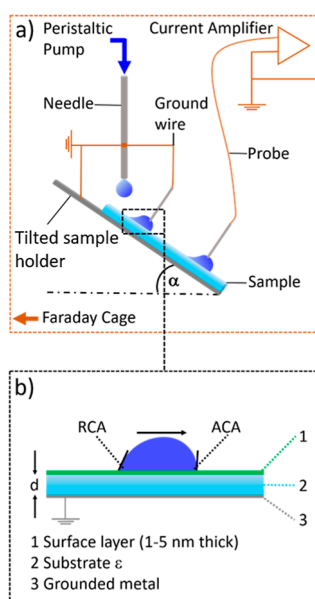 a)
Peristaltic
Pump
Current Amplifier
Needle
Ground
wire
Probe
Tilted sample
holder
α
Sample
Faraday Cage
b)
RCA
ACA
1
d
2
3
1 Surface layer (1-5 nm thick)
2 Substrate ε
3 Grounded metal